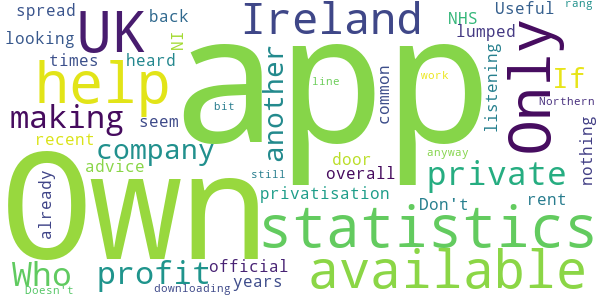 spread
back
UK
Ireland
NHS
Useful
rang
looking
NI
lumped
Only
times
heard
app
help
another
line
common
work
listening
If
Northern
making
bit
recent
seem
company
door
anyway
nothing
advice
still
overall
private
already
Own
privatisation
Don't
rent
statistics
Who
profit
official
years
available
Doesn't
downloading